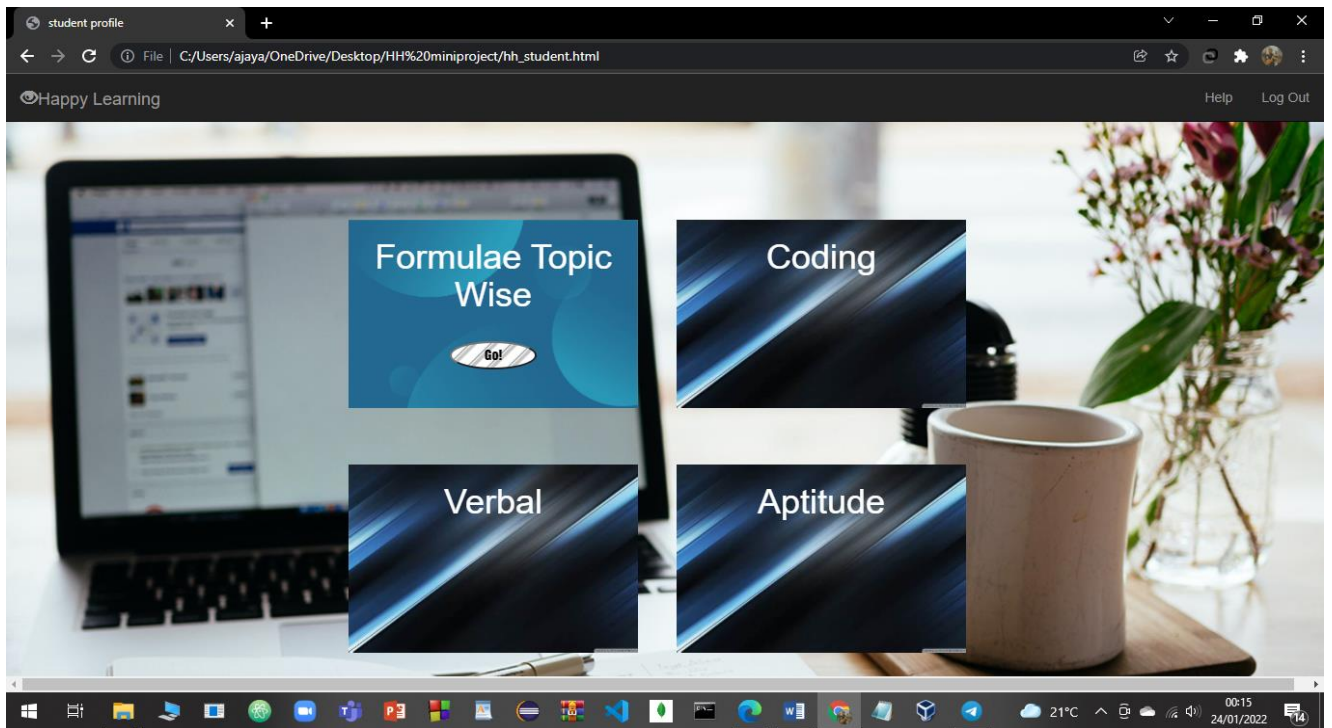 student profile
File | C:/Users/ajaya/OneDrive/Desktop/HH%20miniproject/hh_student.html
Happy Learning
Help
Log Out
Formulae Topic
Wise
Go!
Coding
Verbal
Aptitude
21°C
00:15
24/01/2022
14